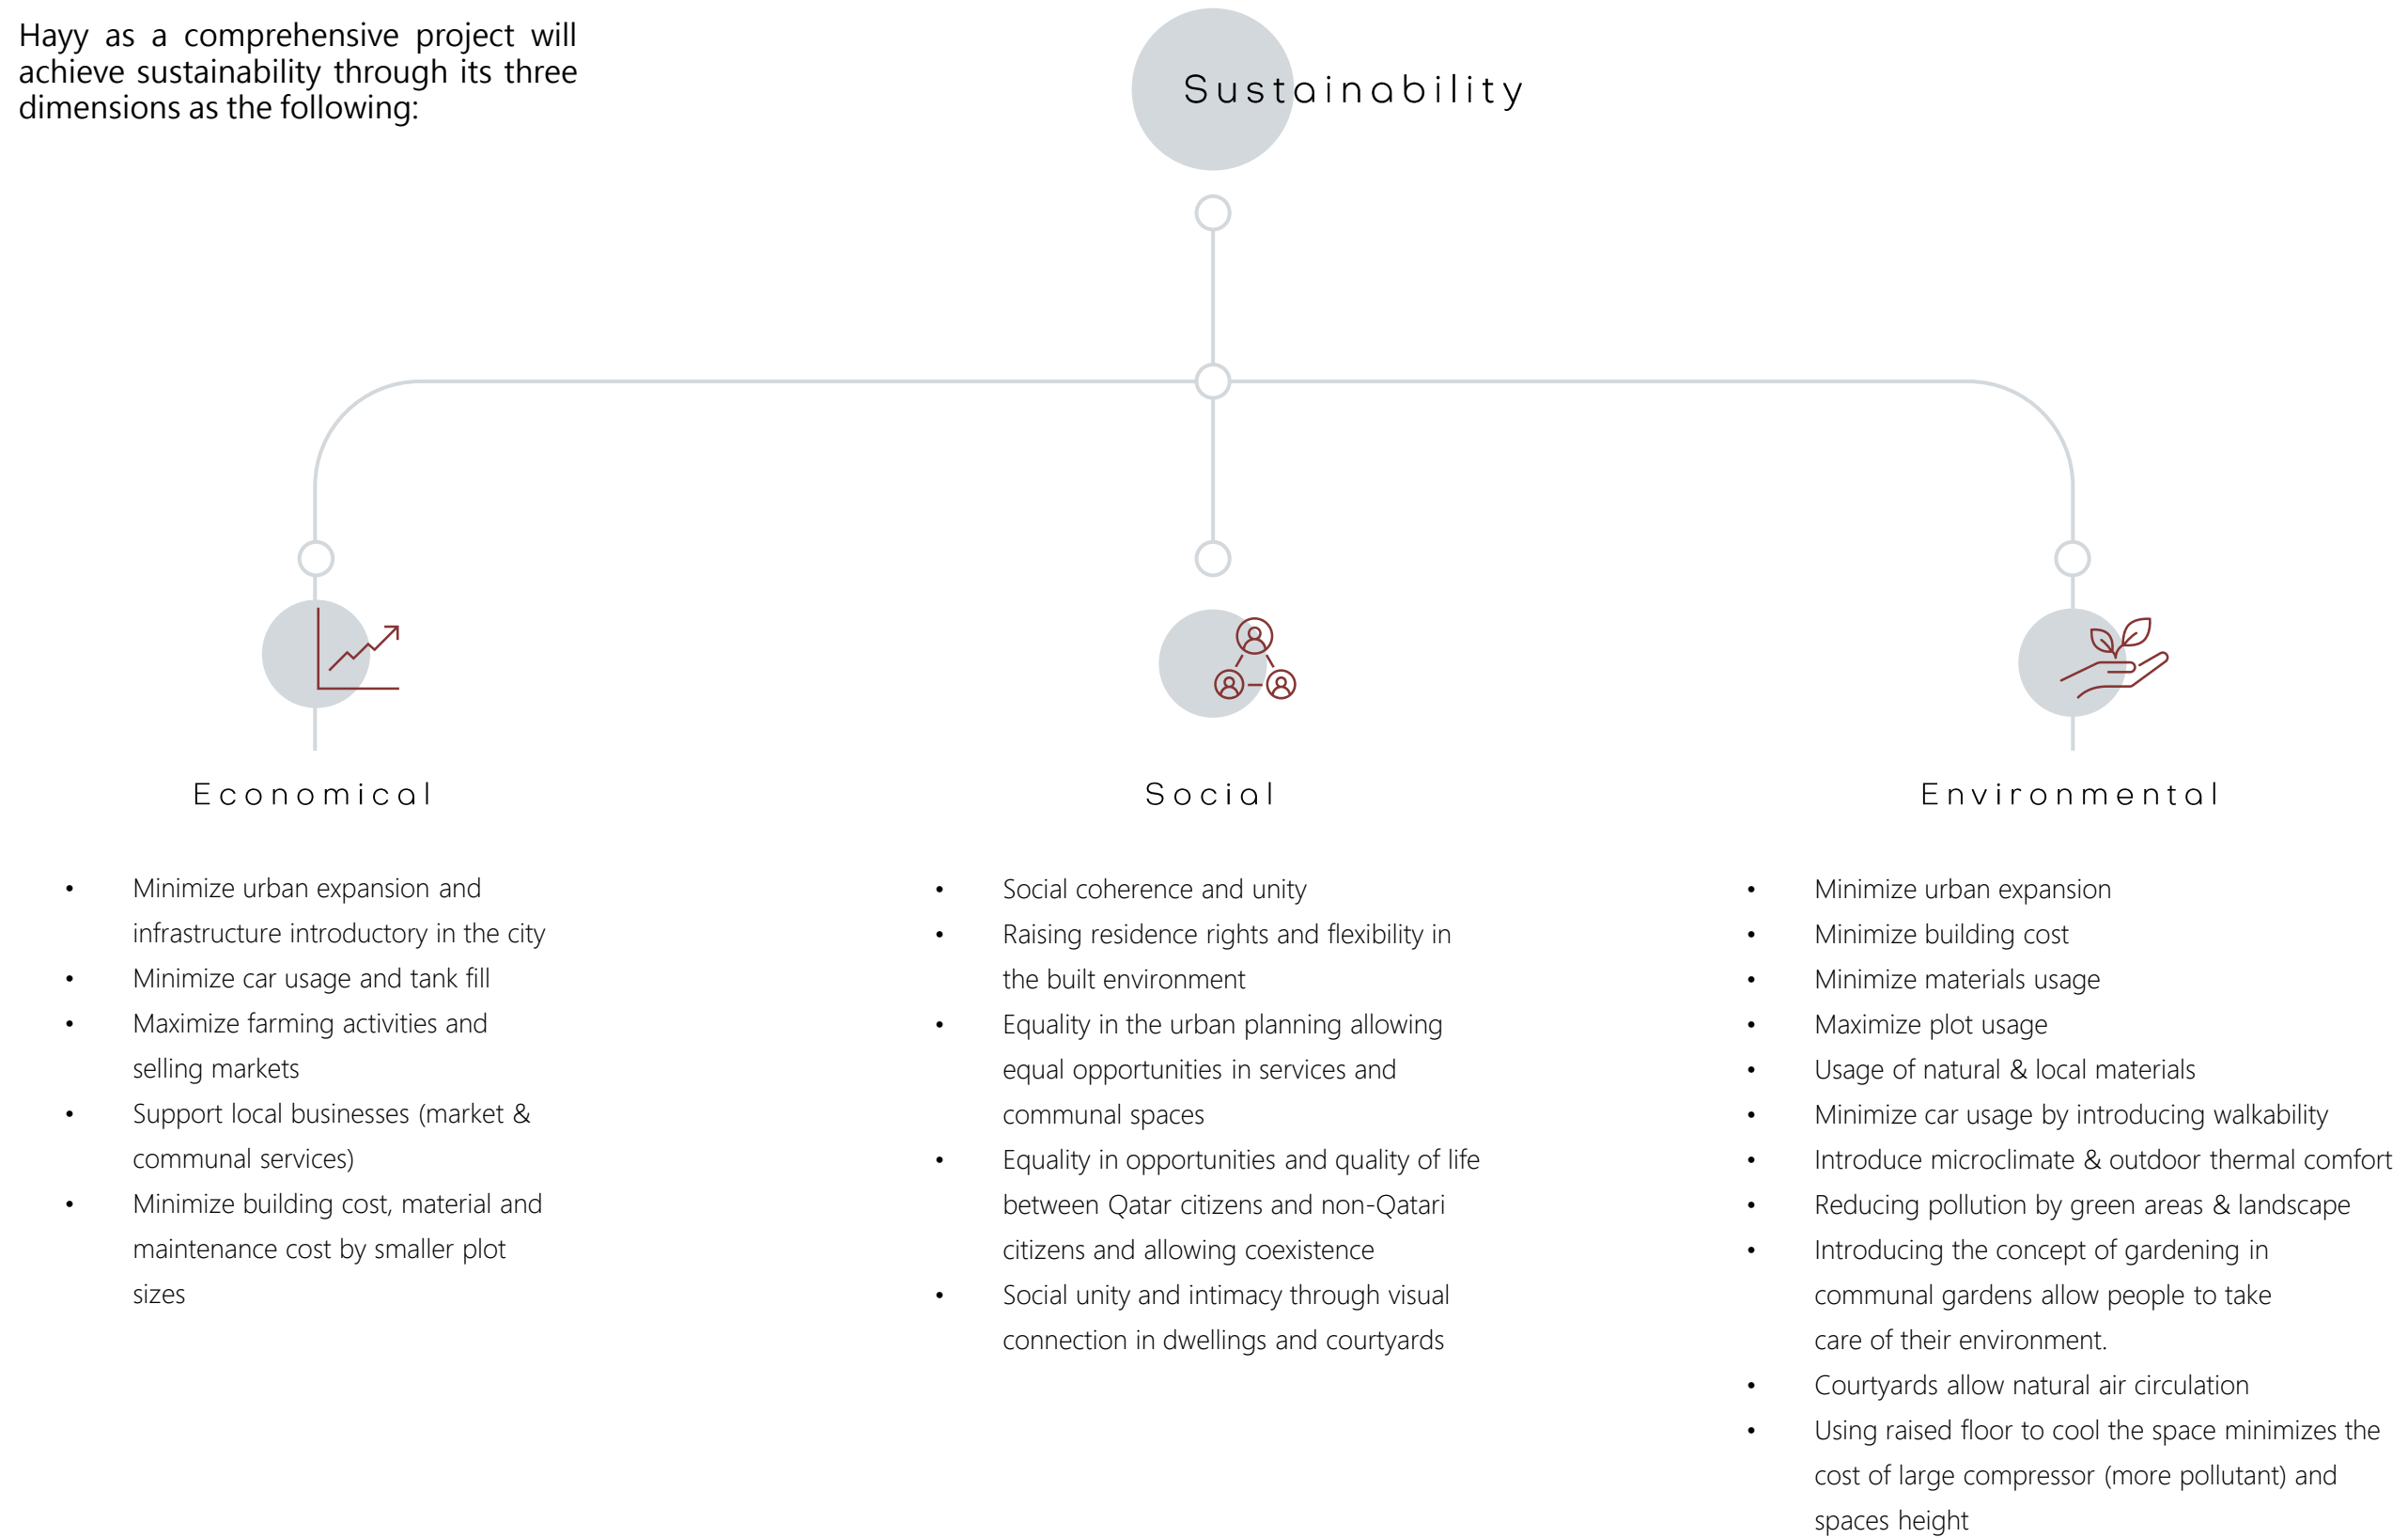 Hayy as a comprehensive project will
achieve sustainability through its three
dimensions as the following:
Sustainability
Economical
• Minimize urban expansion and
infrastructure introductory in the city
• Minimize car usage and tank fill
• Maximize farming activities and
selling markets
• Support local businesses (market &
communal services)
• Minimize building cost, material and
maintenance cost by smaller plot
sizes
Social
• Social coherence and unity
• Raising residence rights and flexibility in
the built environment
• Equality in the urban planning allowing
equal opportunities in services and
communal spaces
• Equality in opportunities and quality of life
between Qatar citizens and non-Qatari
citizens and allowing coexistence
• Social unity and intimacy through visual
connection in dwellings and courtyards
Environmental
• Minimize urban expansion
• Minimize building cost
• Minimize materials usage
• Maximize plot usage
• Usage of natural & local materials
• Minimize car usage by introducing walkability
• Introduce microclimate & outdoor thermal comfort
• Reducing pollution by green areas & landscape
• Introducing the concept of gardening in
communal gardens allow people to take
care of their environment.
• Courtyards allow natural air circulation
• Using raised floor to cool the space minimizes the
cost of large compressor (more pollutant) and
spaces height